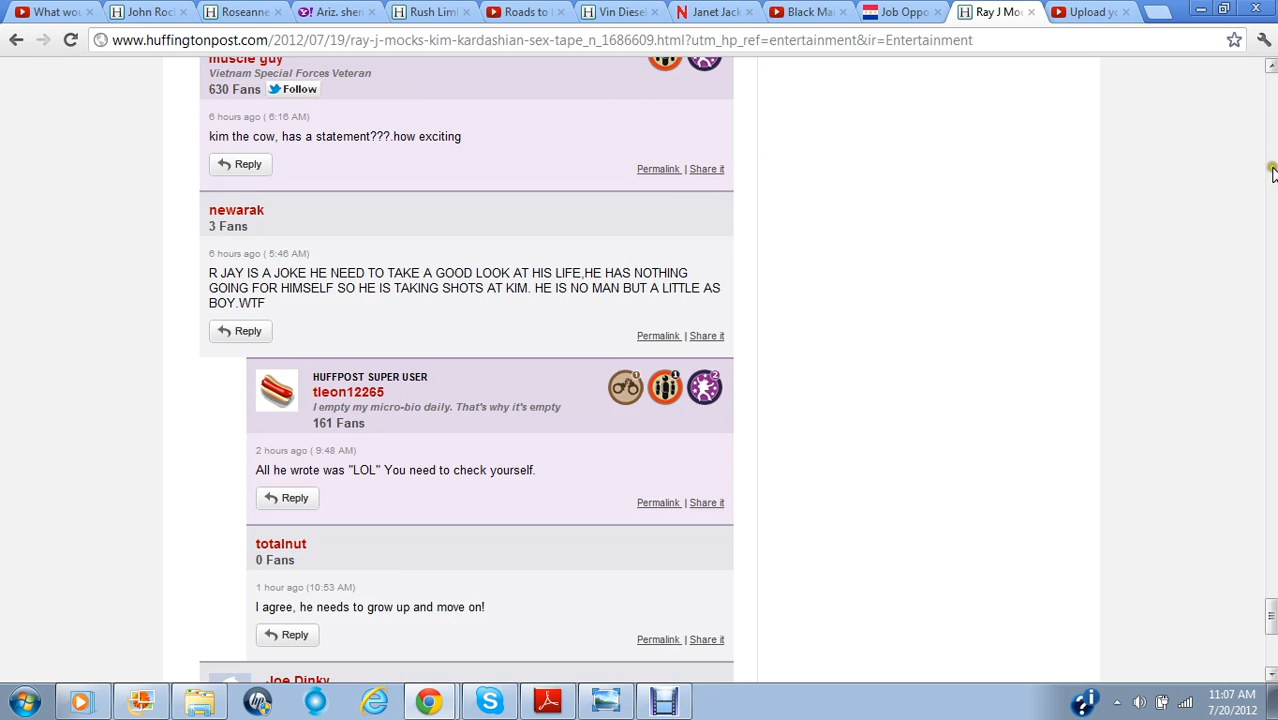 What wou
John Rocl
Roseanne
Ariz. sher
Rush Liml
Roads to
Vin Diesel
Janet Jack
Black Ma
Job Oppo
Ray J Moc
Upload yo
www.huffingtonpost.com/2012/07/19/ray-j-mocks-kim-kardashian-sex-tape_n_1686609.html?utm_hp_ref=entertainment&ir=Entertainment
muscle guy
Vietnam Special Forces Veteran
630 Fans Follow
6 hours ago ( 6:16 AM)
kim the cow, has a statement???.how exciting
Reply
Permalink | Share it
newarak
3 Fans
6 hours ago ( 5:46 AM)
R JAY IS A JOKE HE NEED TO TAKE A GOOD LOOK AT HIS LIFE,HE HAS NOTHING
GOING FOR HIMSELF SO HE IS TAKING SHOTS AT KIM. HE IS NO MAN BUT A LITTLE AS
BOY.WTF
Reply
Permalink | Share it
HUFFPOST SUPER USER
tleon12265
I empty my micro-bio daily. That's why it's empty
161 Fans
2 hours ago ( 9:48 AM)
All he wrote was "LOL" You need to check yourself.
Reply
Permalink | Share it
totalnut
0 Fans
1 hour ago (10:53 AM)
I agree, he needs to grow up and move on!
Reply
Permalink | Share it
Joe Dinky
11:07 AM
7/20/2012